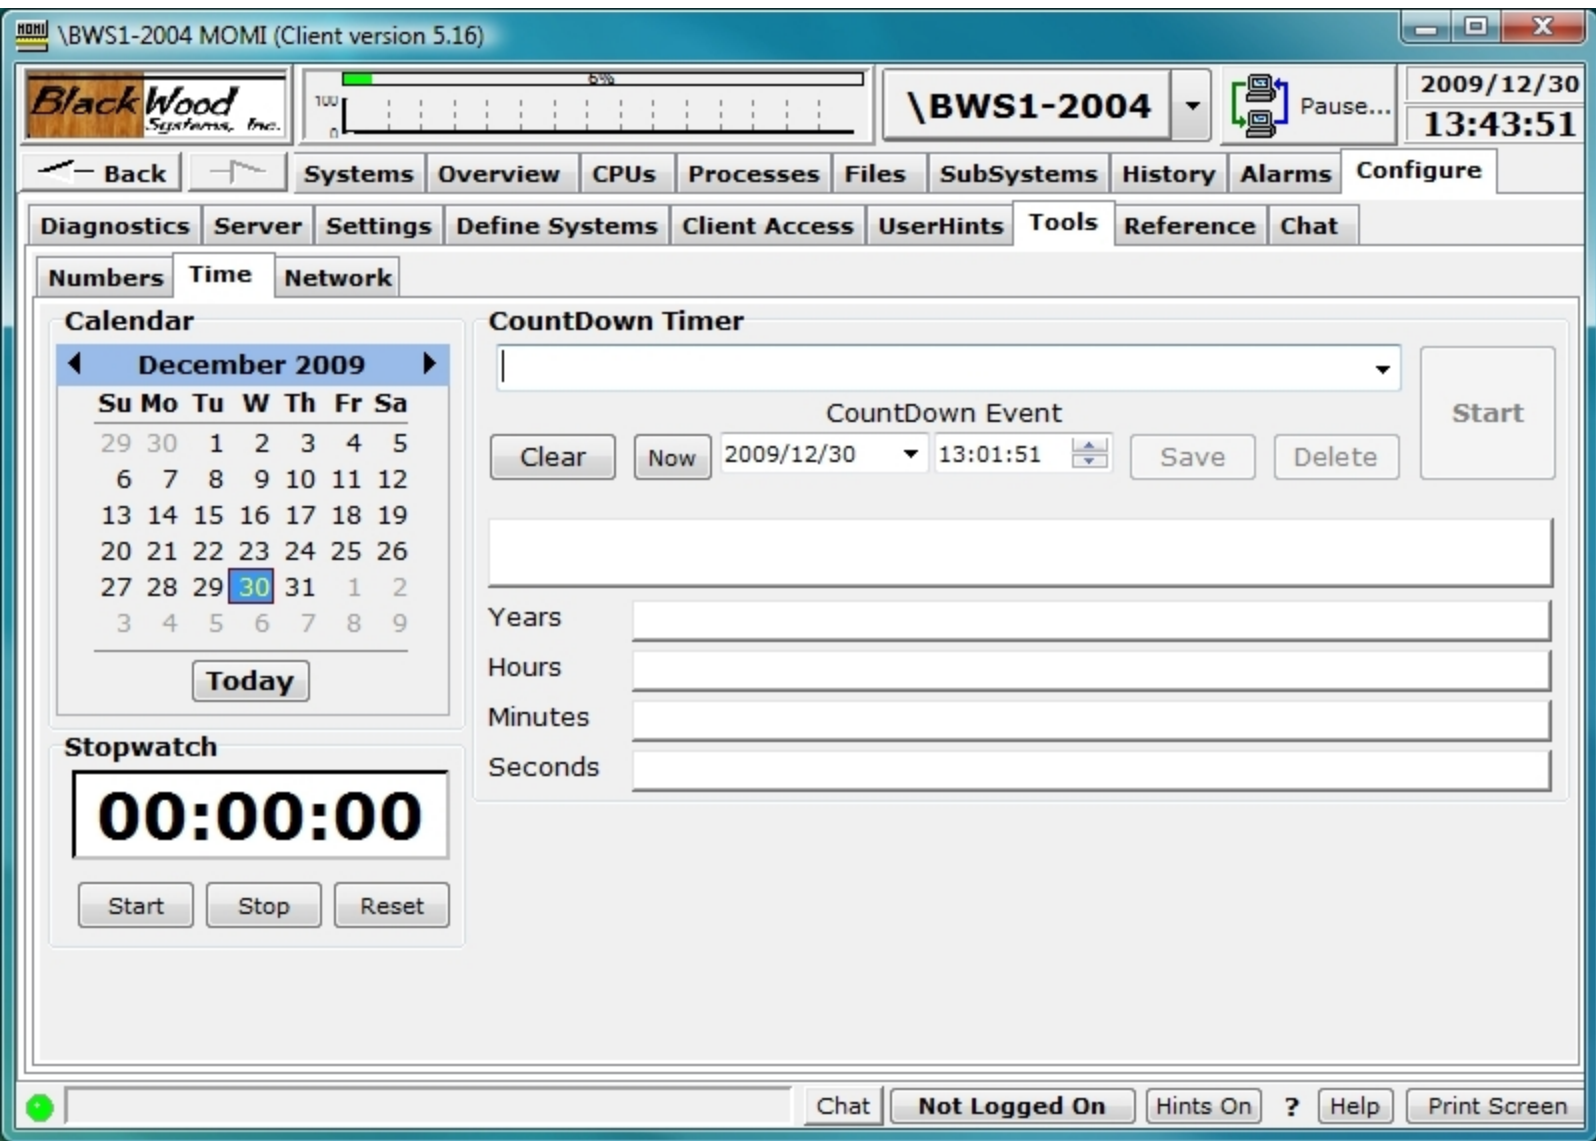 MOMI \BWS1-2004 MOMI (Client version 5.16)
BlackWood Systems, Inc.
6%
100
0
\BWS1-2004
Pause...
2009/12/30
13:43:51
Back Systems Overview CPUs Processes Files SubSystems History Alarms Configure
Diagnostics Server Settings Define Systems Client Access UserHints Tools Reference Chat
Numbers Time Network
Calendar
December 2009
Su Mo Tu W Th Fr Sa
29 30 1 2 3 4 5
6 7 8 9 10 11 12
13 14 15 16 17 18 19
20 21 22 23 24 25 26
27 28 29 30 31 1 2
3 4 5 6 7 8 9
Today
Stopwatch
00:00:00
Start Stop Reset
CountDown Timer
CountDown Event
Start
Clear Now 2009/12/30 13:01:51 Save Delete
Years
Hours
Minutes
Seconds
Chat Not Logged On Hints On ? Help Print Screen